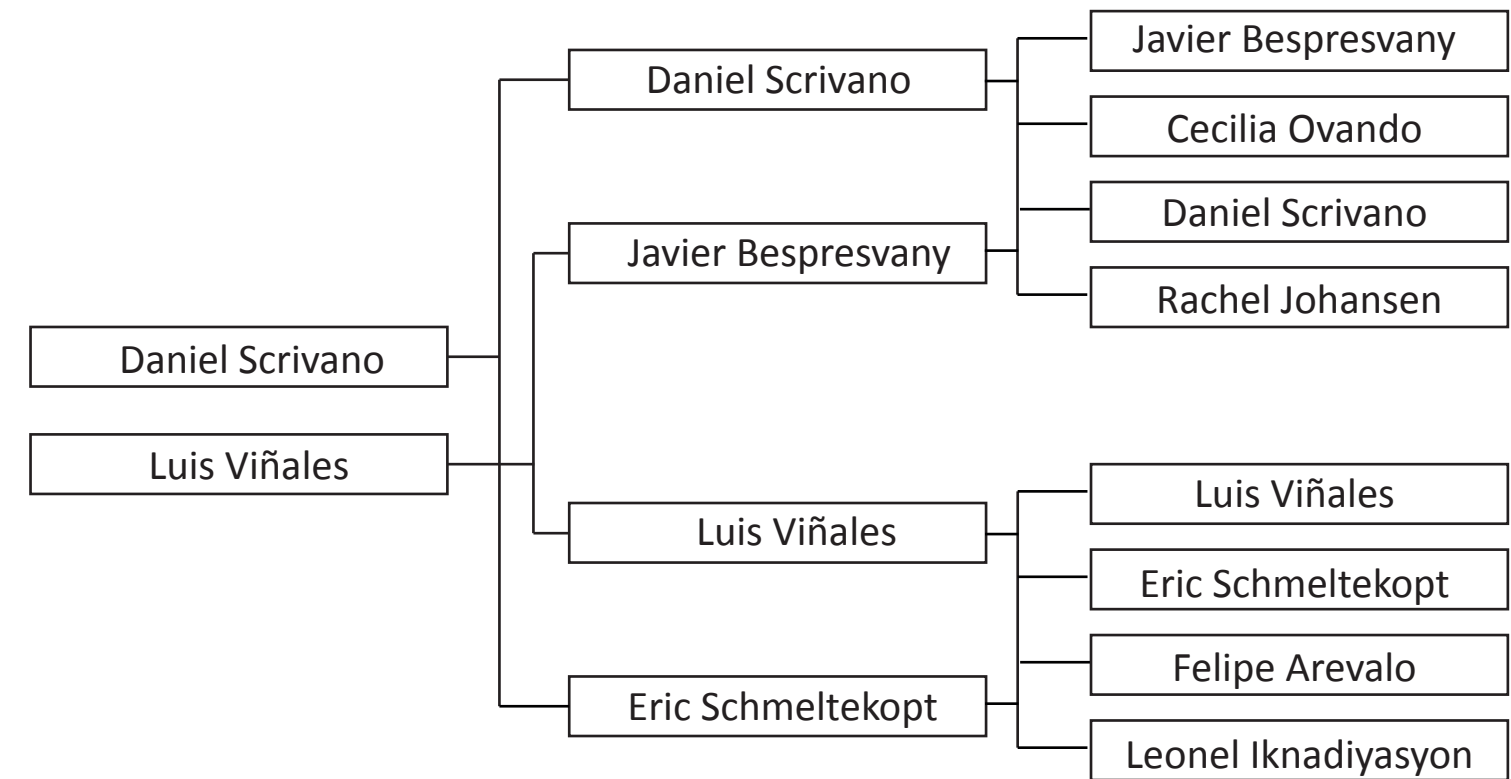 Daniel Scrivano
Luis Viñales
Daniel Scrivano
Javier Bespresvany
Luis Viñales
Eric Schmeltekopt
Javier Bespresvany
Cecilia Ovando
Daniel Scrivano
Rachel Johansen
Luis Viñales
Eric Schmeltekopt
Felipe Arevalo
Leonel Iknadiyasyon